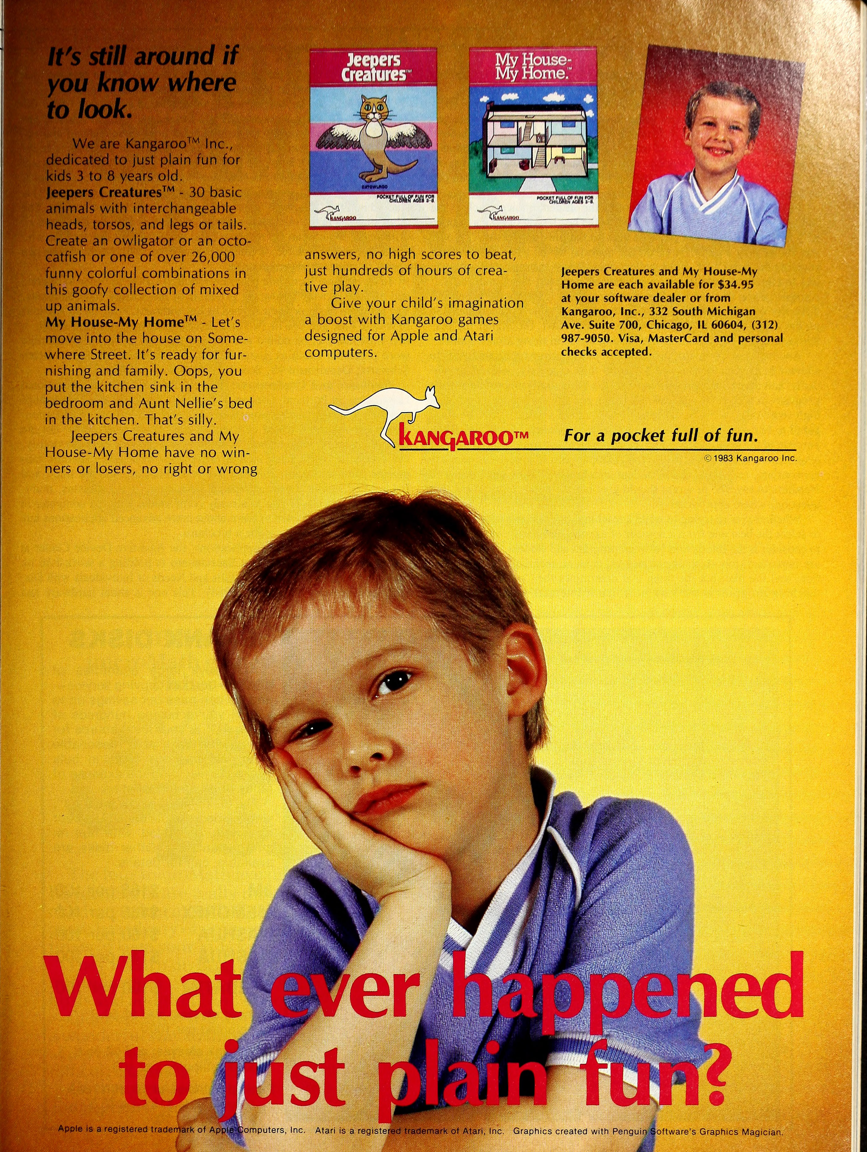 It's still around if
you know where
to look.
We are Kangaroo™ Inc.,
dedicated to just plain fun for
kids 3 to 8 years old.
Jeepers Creatures™ - 30 basic
animals with interchangeable
heads, torsos, and legs or tails.
Create an owligator or an octo-
catfish or one of over 26,000
funny colorful combinations in
this goofy collection of mixed
up animals.
My House-My Home™ - Let's
move into the house on Some-
where Street. It's ready for fur-
nishing and family. Oops, you
put the kitchen sink in the
bedroom and Aunt Nellie's bed
in the kitchen. That's silly.
Jeepers Creatures and My
House-My Home have no win-
ners or losers, no right or wrong
Jeepers
Creatures™
POCKET FULL OF FUN FOR
CHILDREN AGES 3-8
KANGAROO
My House-
My Home.™
POCKET FULL OF FUN FOR
CHILDREN AGES 3-8.
KANGAROO
answers, no high scores to beat,
just hundreds of hours of crea-
tive play.
Give your child's imagination
a boost with Kangaroo games
designed for Apple and Atari
computers.
Jeepers Creatures and My House-My
Home are each available for $34.95
at your software dealer or from
Kangaroo, Inc., 332 South Michigan
Ave. Suite 700, Chicago, IL 60604, (312)
987-9050. Visa, MasterCard and personal
checks accepted.
KANGAROO™
For a pocket full of fun.
© 1983 Kangaroo Inc.
What ever happened
to just plain fun?
Apple is a registered trademark of Apple Computers, Inc. Atari is a registered trademark of Atari, Inc. Graphics created with Penguin Software's Graphics Magician.